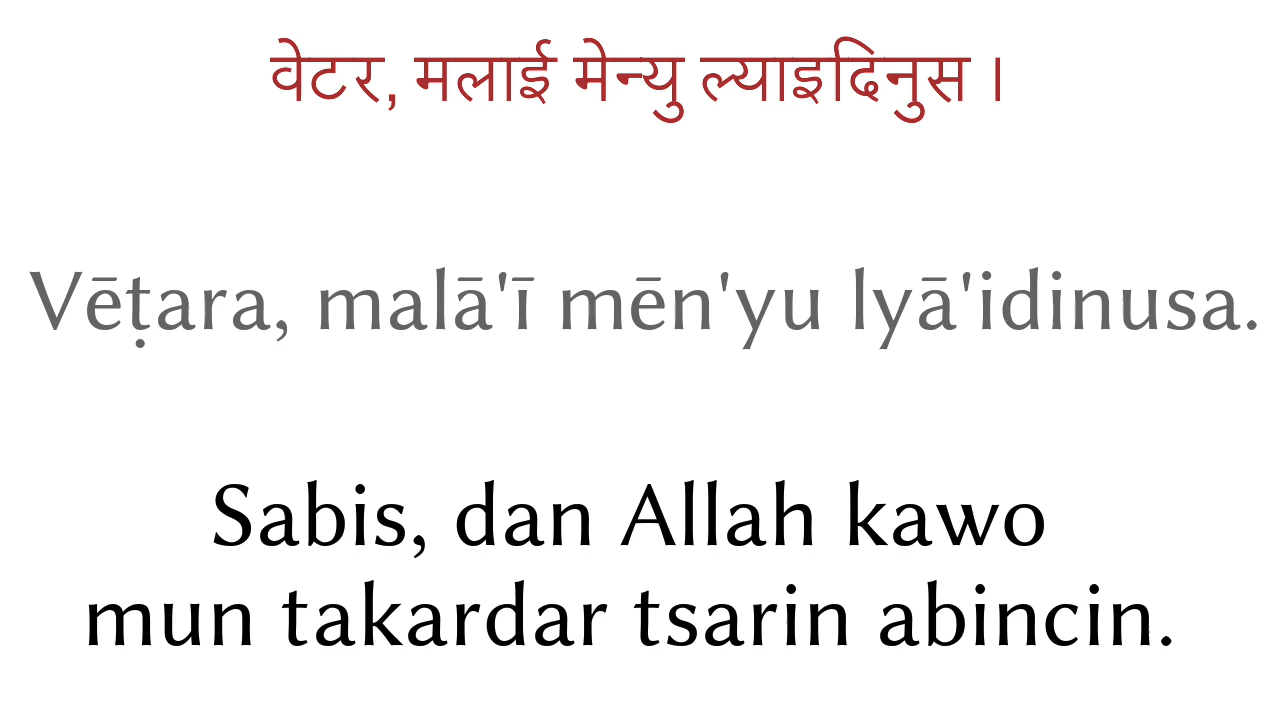 वेटर, मलाई मेन्यु ल्याइदिनुस ।
Vēṭara, malā'ī mēn'yu lyā'idinusa.
Sabis, dan Allah kawo
mun takardar tsarin abincin.